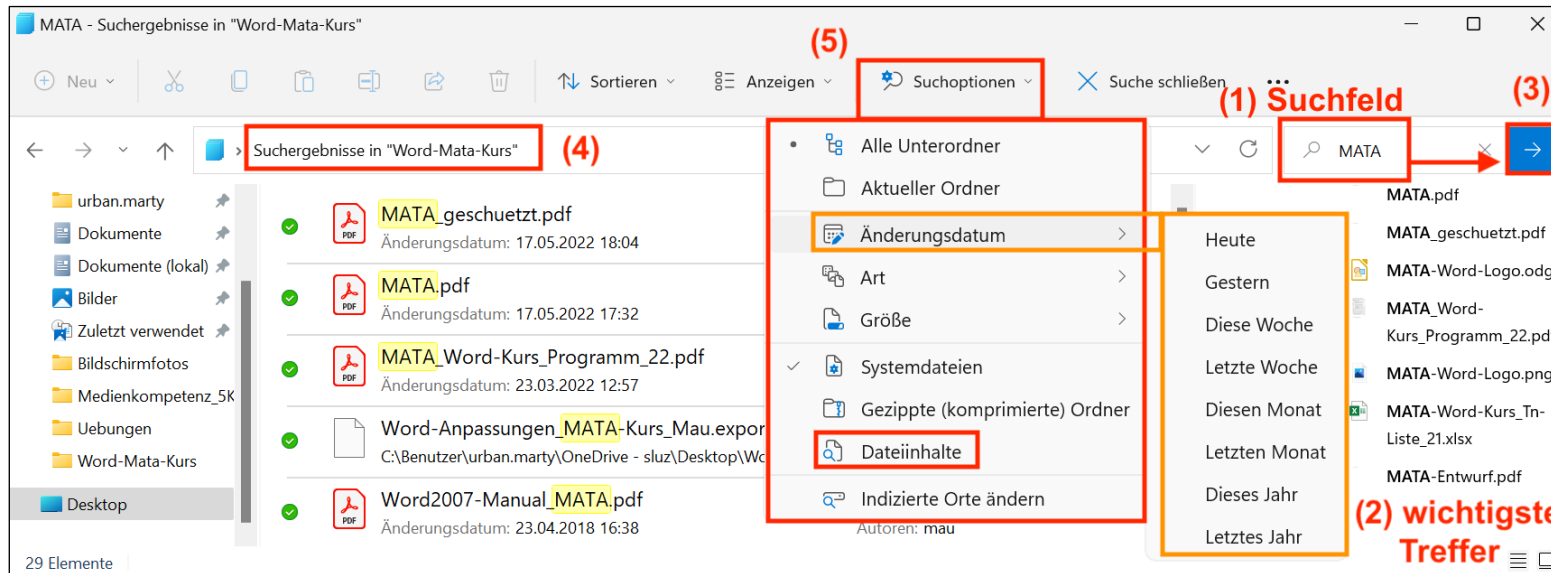 MATA - Suchergebnisse in "Word-Mata-Kurs"
(5)
Neu
Sortieren
Anzeigen
Suchoptionen
Suche schließen
(1) Suchfeld
(3)
Suchergebnisse in "Word-Mata-Kurs"
(4)
MATA
urban.marty
Dokumente
Dokumente (lokal)
Bilder
Zuletzt verwendet
Bildschirmfotos
Medienkompetenz_5K
Uebungen
Word-Mata-Kurs
Desktop
MATA_geschuetzt.pdf
Änderungsdatum: 17.05.2022 18:04
MATA.pdf
Änderungsdatum: 17.05.2022 17:32
MATA_Word-Kurs_Programm_22.pdf
Änderungsdatum: 23.03.2022 12:57
Word-Anpassungen_MATA-Kurs_Mau.expor
C:\Benutzer\urban.marty\OneDrive - sluz\Desktop\Wo
Word2007-Manual_MATA.pdf
Änderungsdatum: 23.04.2018 16:38
Autoren: mau
Alle Unterordner
Aktueller Ordner
Änderungsdatum
Art
Größe
Systemdateien
Gezippte (komprimierte) Ordner
Dateiinhalte
Indizierte Orte ändern
Heute
Gestern
Diese Woche
Letzte Woche
Diesen Monat
Letzten Monat
Dieses Jahr
Letztes Jahr
MATA.pdf
MATA_geschuetzt.pdf
MATA-Word-Logo.odg
MATA_Word-
Kurs_Programm_22.pd
MATA-Word-Logo.png
MATA-Word-Kurs_Tn-
Liste_21.xlsx
MATA-Entwurf.pdf
(2) wichtigste
Treffer
29 Elemente